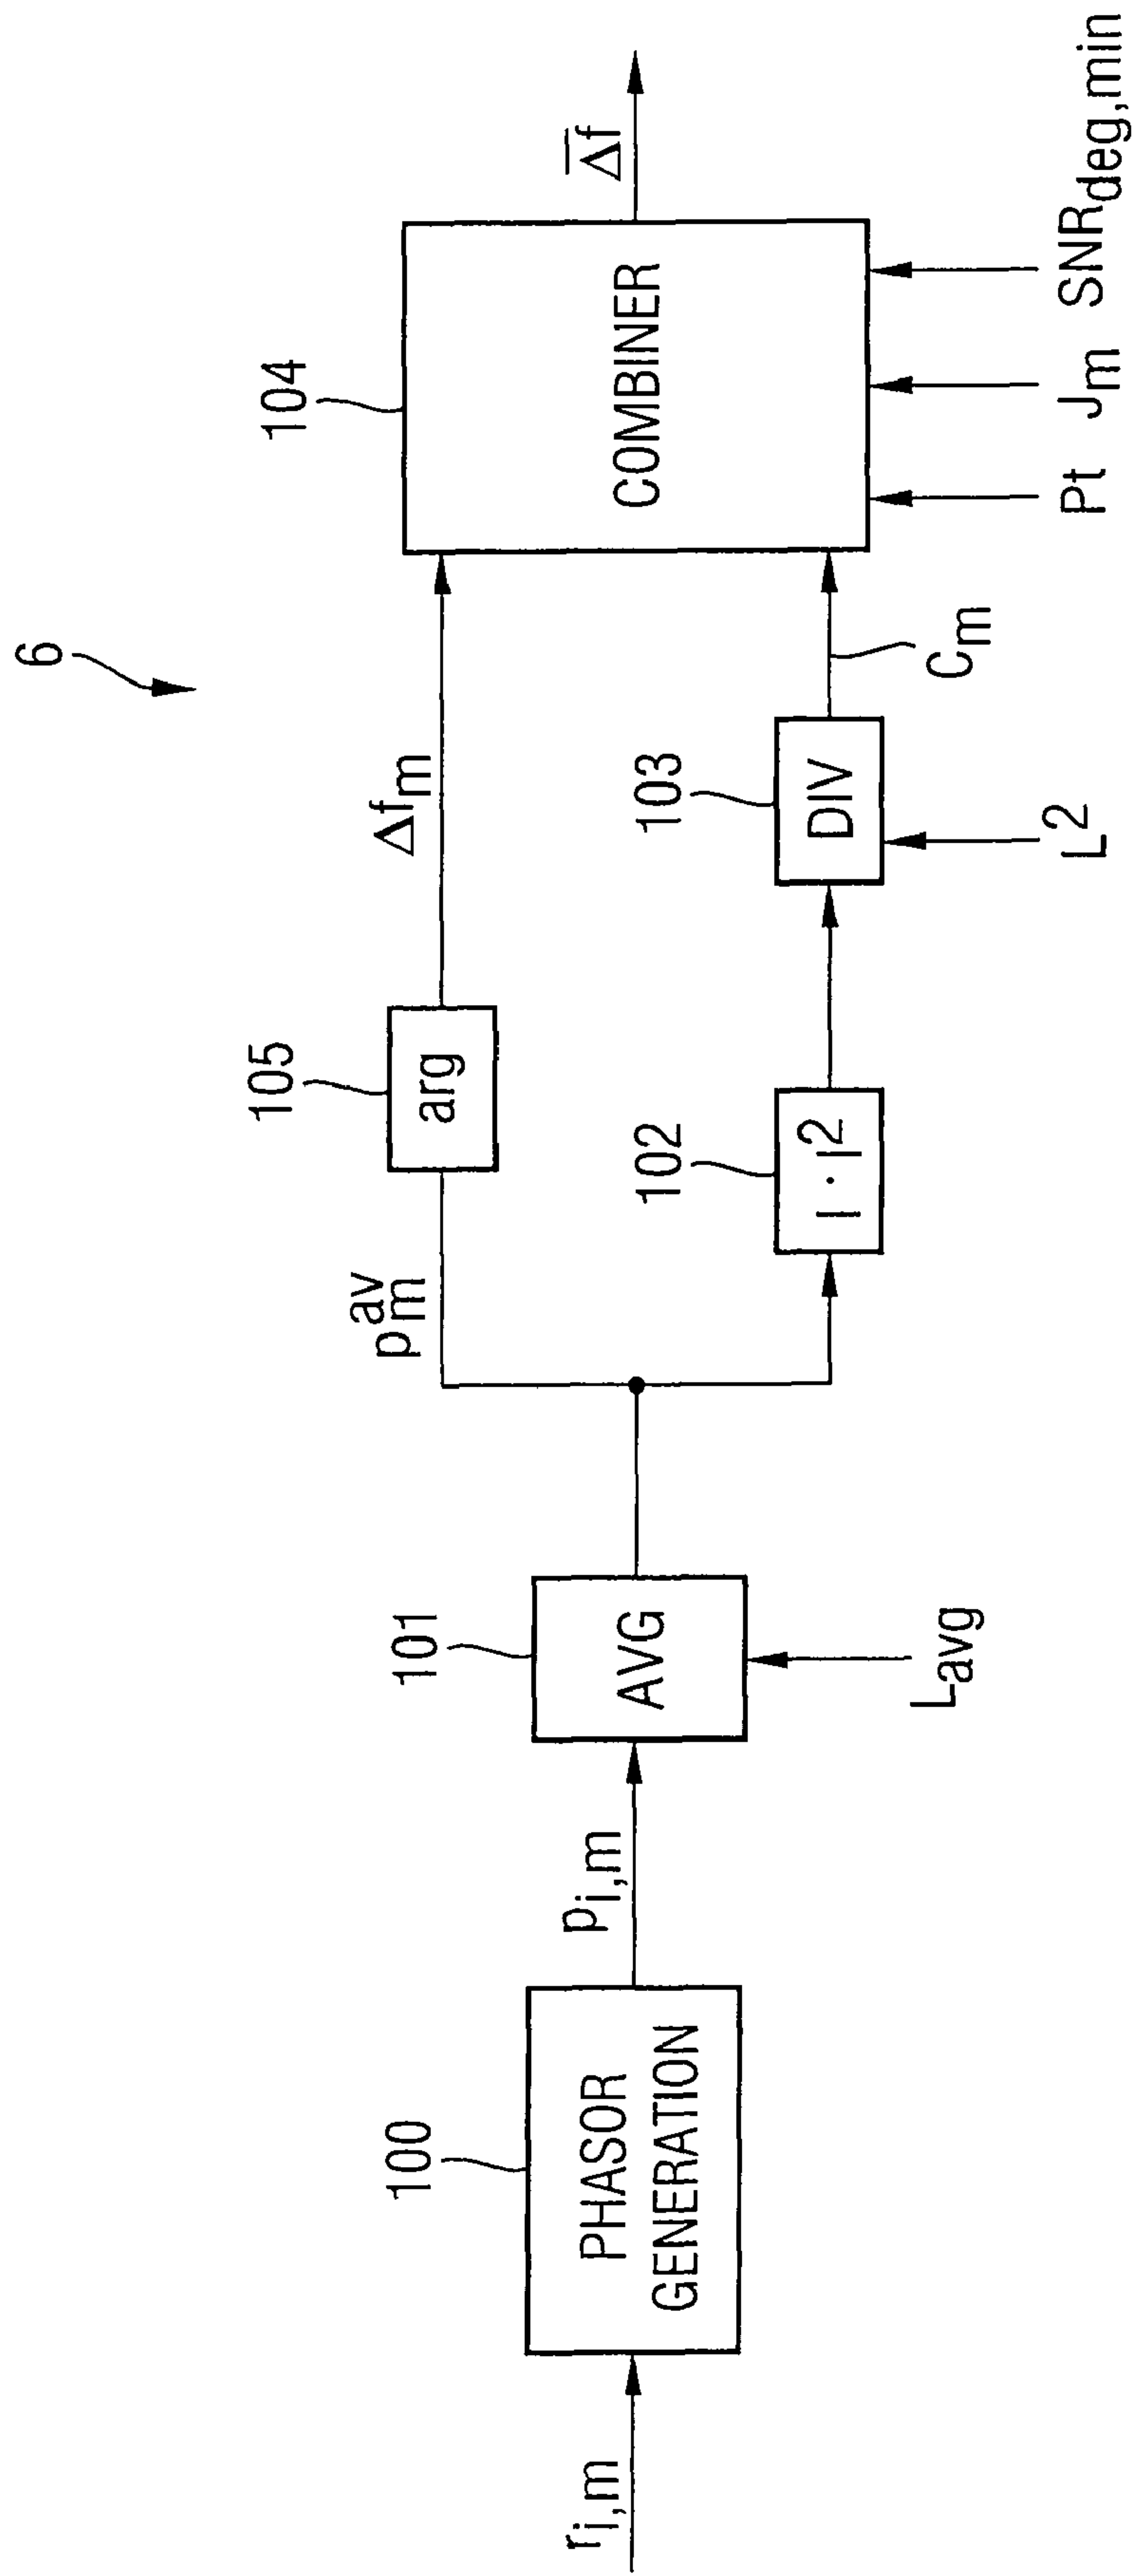 6
104
105
Δfₘ
pₘᵃᵛ
arg
COMBINER
Δ̅f
101
100
PHASOR
GENERATION
rᵢ,ₘ
pᵢ,ₘ
AVG
Lavg
102
|·|²
103
DIV
L²
Cₘ
Pt
Jₘ
SNRdeg,min